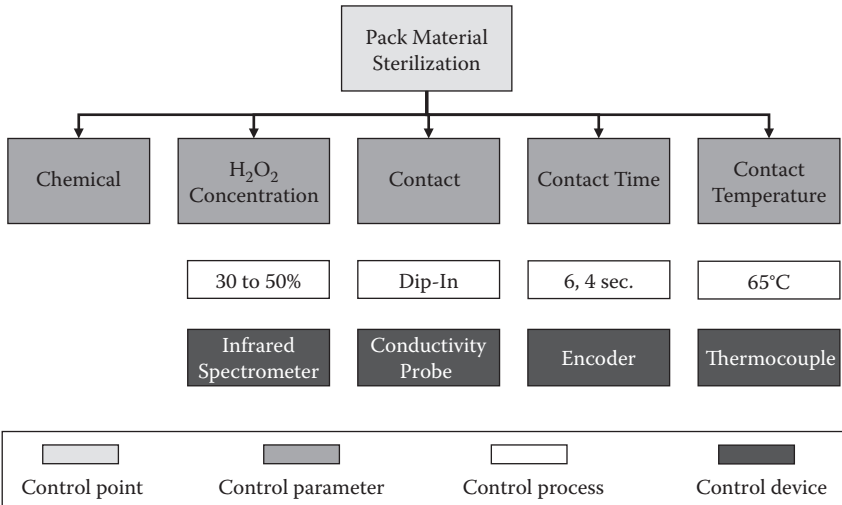 Pack Material
Sterilization
Chemical
H₂O₂
Concentration
Contact
Contact Time
Contact
Temperature
30 to 50%
Dip-In
6, 4 sec.
65°C
Infrared
Spectrometer
Conductivity
Probe
Encoder
Thermocouple
Control point
Control parameter
Control process
Control device